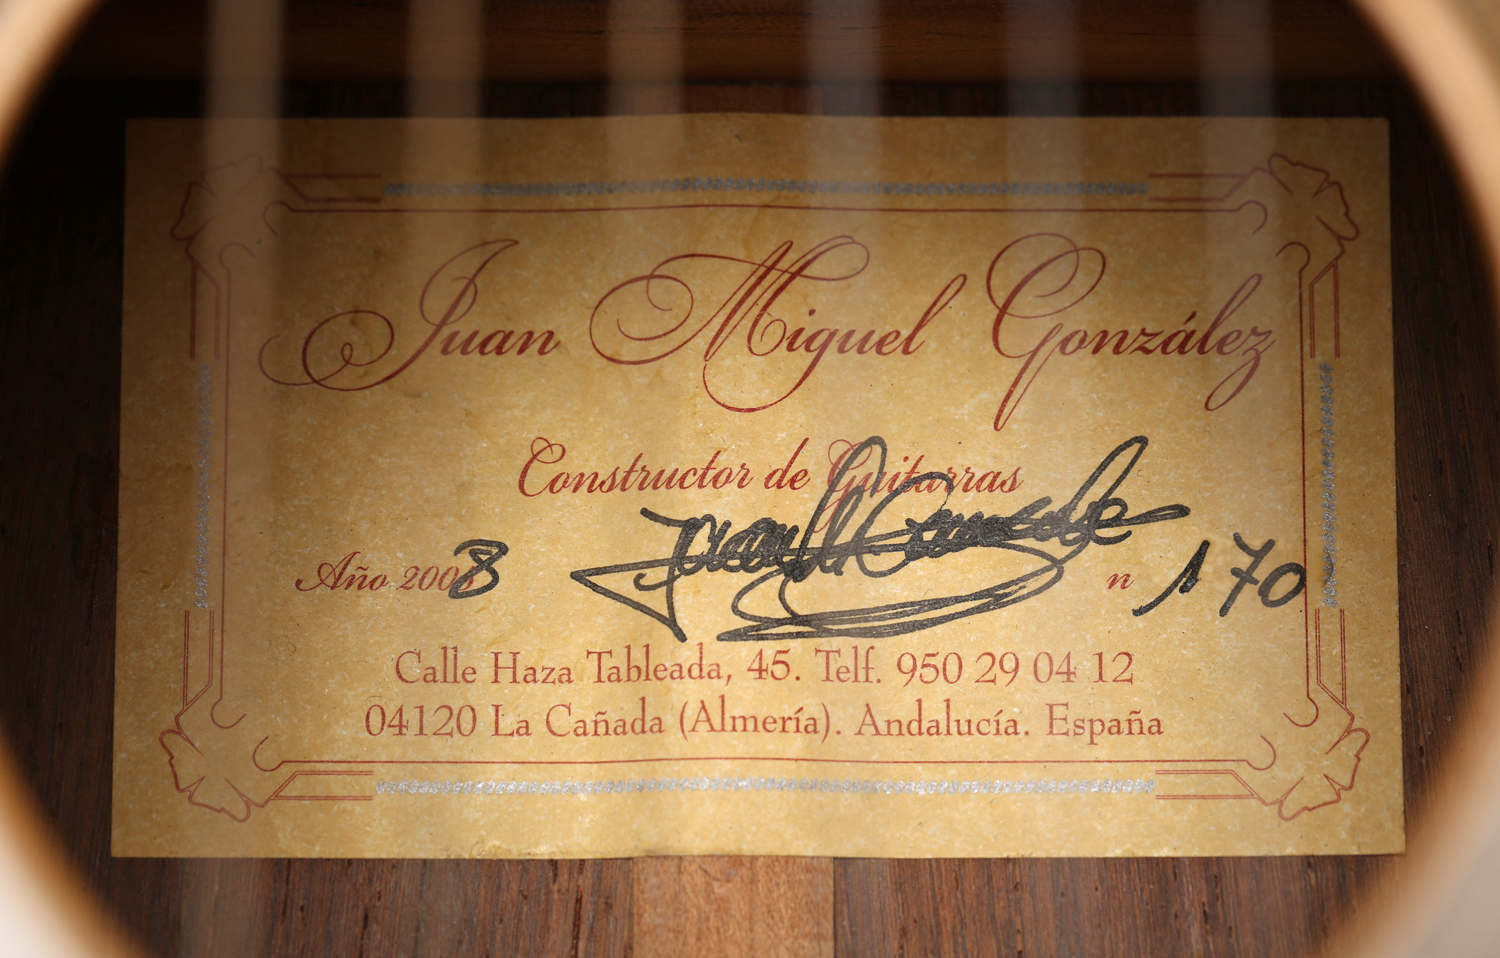 Juan Miguel González
Constructor de Guitarras
Año 2008 n 170
Calle Haza Tableada, 45. Telf. 950 29 04 12
04120 La Cañada (Almería). Andalucía. España